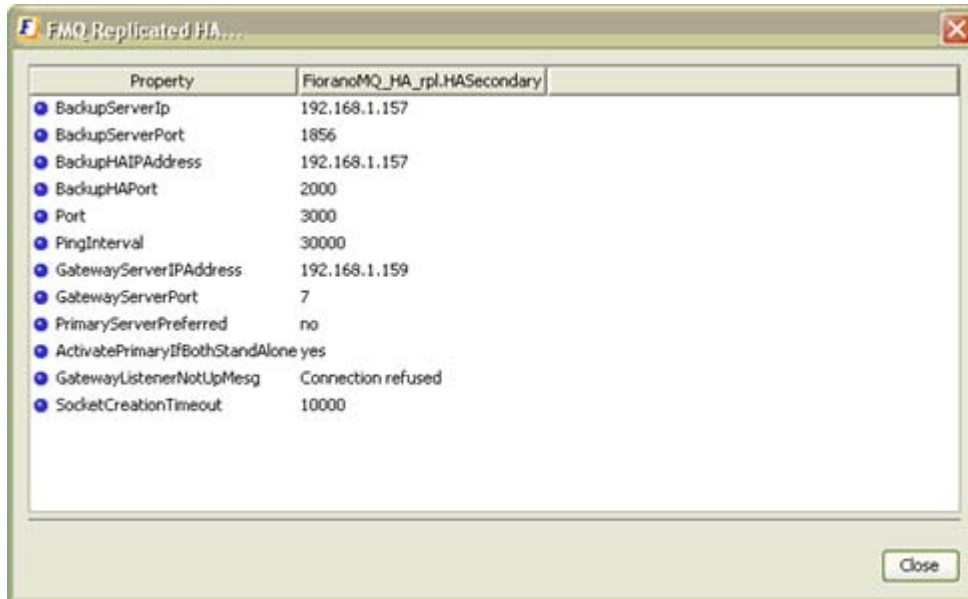 FMQ Replicated HA...
Property FioranoMQ_HA_rpl.HASecondary
BackupServerIp 192.168.1.157
BackupServerPort 1856
BackupHAIPAddress 192.168.1.157
BackupHAPort 2000
Port 3000
PingInterval 30000
GatewayServerIPAddress 192.168.1.159
GatewayServerPort 7
PrimaryServerPreferred no
ActivatePrimaryIfBothStandAlone yes
GatewayListenerNotUpMesg Connection refused
SocketCreationTimeout 10000
Close